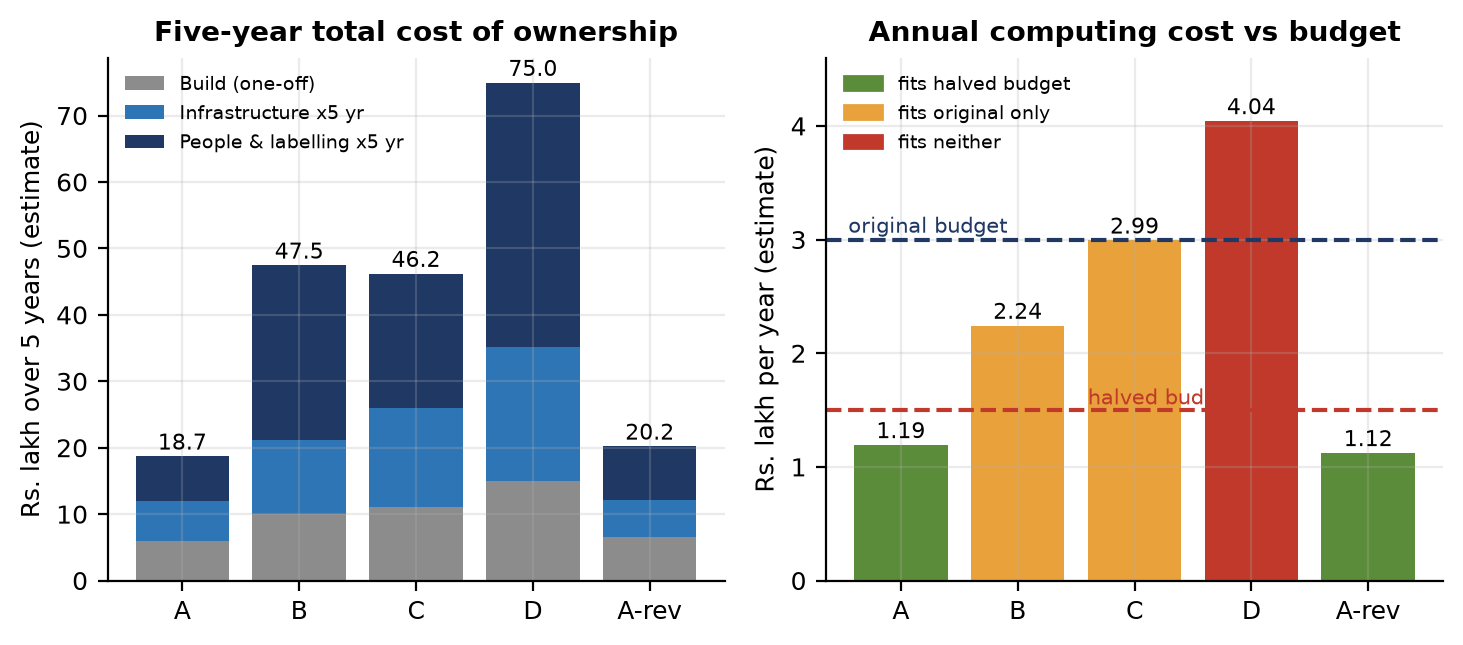 Five-year total cost of ownership
Rs. lakh over 5 years (estimate)
Build (one-off)
Infrastructure x5 yr
People & labelling x5 yr
70
60
50
40
30
20
10
0
18.7
47.5
46.2
75.0
20.2
A
B
C
D
A-rev
Annual computing cost vs budget
Rs. lakh per year (estimate)
fits halved budget
fits original only
fits neither
4
3
2
1
0
original budget
halved bud
1.19
2.24
2.99
4.04
1.12
A
B
C
D
A-rev